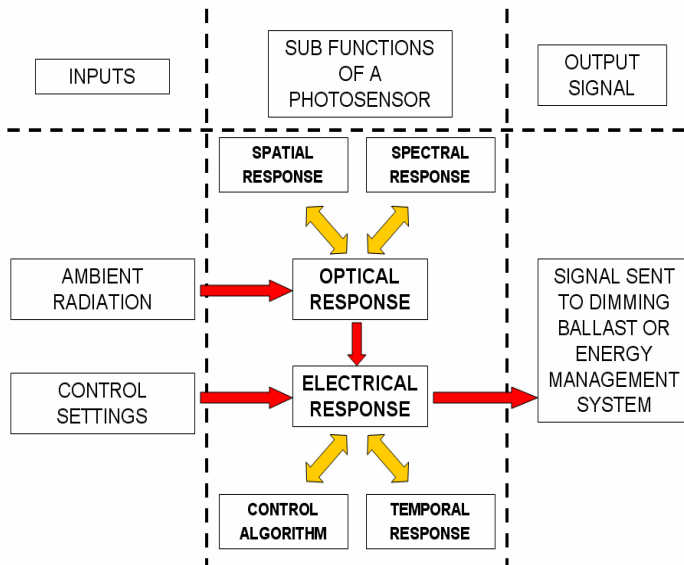 INPUTS
SUB FUNCTIONS
OF A
PHOTOSENSOR
OUTPUT
SIGNAL
SPATIAL
RESPONSE
SPECTRAL
RESPONSE
AMBIENT
RADIATION
OPTICAL
RESPONSE
SIGNAL SENT
TO DIMMING
BALLAST OR
ENERGY
MANAGEMENT
SYSTEM
CONTROL
SETTINGS
ELECTRICAL
RESPONSE
CONTROL
ALGORITHM
TEMPORAL
RESPONSE